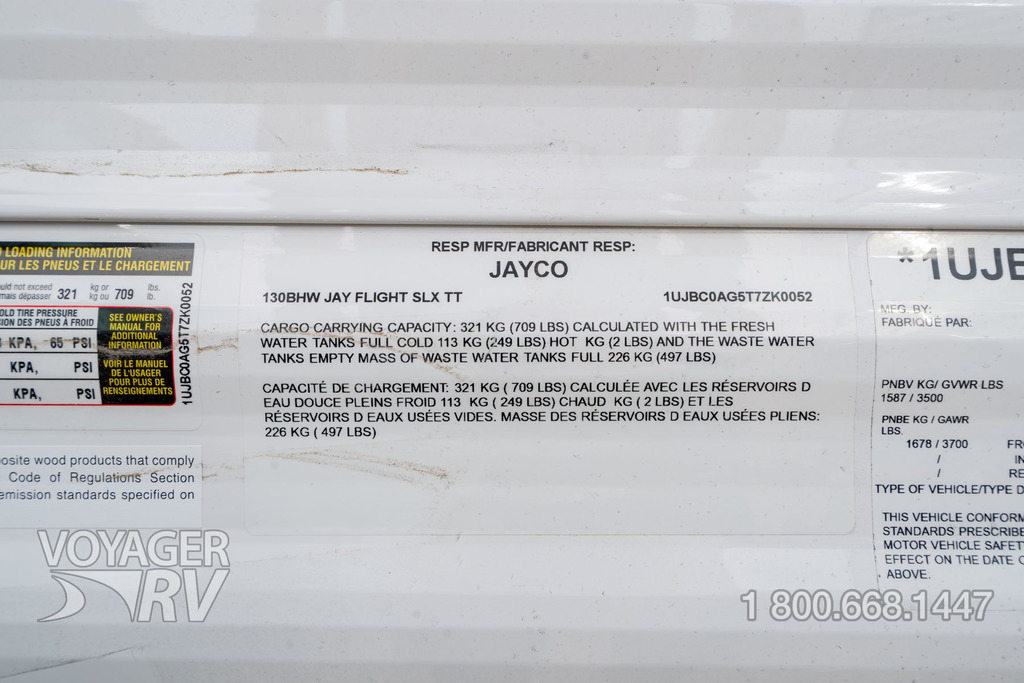 LOADING INFORMATION
UR LES PNEUS ET LE CHARGEMENT
ould not exceed
mais dépasser 321 kg or kg ou 709 lbs. lb.
OLD TIRE PRESSURE
SION DES PNEUS À FROID
KPA, 65 PSI
KPA, PSI
KPA, PSI
SEE OWNER'S
MANUAL FOR
ADDITIONAL
INFORMATION
VOIR LE MANUEL
DE L'USAGER
POUR PLUS DE
RENSEIGNEMENTS
1UJBC0AG5T7ZK0052
osite wood products that comply
Code of Regulations Section
emission standards specified on
RESP MFR/FABRICANT RESP:
JAYCO
130BHW JAY FLIGHT SLX TT 1UJBC0AG5T7ZK0052
CARGO CARRYING CAPACITY: 321 KG (709 LBS) CALCULATED WITH THE FRESH
WATER TANKS FULL COLD 113 KG (249 LBS) HOT KG (2 LBS) AND THE WASTE WATER
TANKS EMPTY MASS OF WASTE WATER TANKS FULL 226 KG (497 LBS)
CAPACITÉ DE CHARGEMENT: 321 KG ( 709 LBS) CALCULÉE AVEC LES RÉSERVOIRS D
EAU DOUCE PLEINS FROID 113 KG ( 249 LBS) CHAUD KG ( 2 LBS) ET LES
RÉSERVOIRS D EAUX USÉES VIDES. MASSE DES RÉSERVOIRS D EAUX USÉES PLIENS:
226 KG ( 497 LBS)
*1UJB
MFG. BY:
FABRIQUÉ PAR:
PNBV KG/ GVWR LBS
1587 / 3500
PNBE KG / GAWR
LBS.
1678 / 3700 FR
/ IN
/ RE
TYPE OF VEHICLE/TYPE D
THIS VEHICLE CONFORM
STANDARDS PRESCRIBE
MOTOR VEHICLE SAFET
EFFECT ON THE DATE O
ABOVE.
VOYAGER
RV
1 800.668.1447